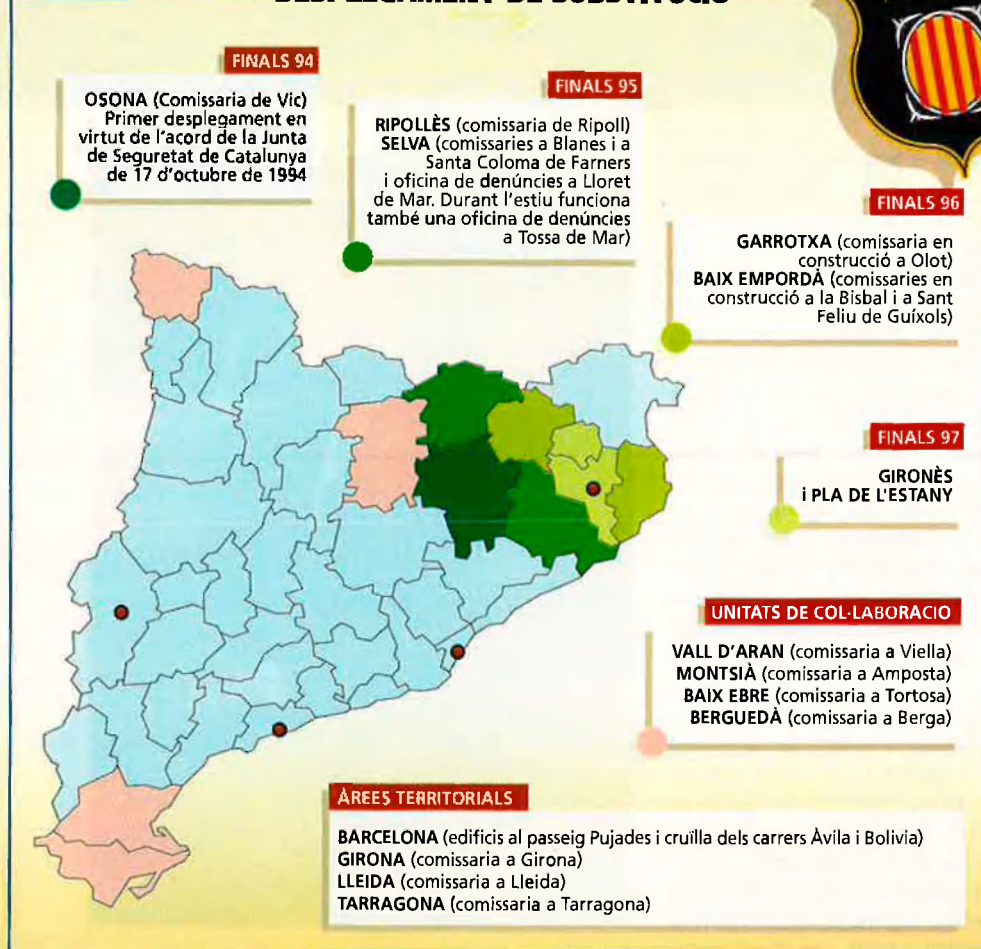 DESPLEGAMENT DE SUBSTITUCIÓ
FINALS 94
OSONA (Comissaria de Vic)
Primer desplegament en
virtut de l'acord de la Junta
de Seguretat de Catalunya
de 17 d'octubre de 1994
FINALS 95
RIPOLLÈS (comissaria de Ripoll)
SELVA (comissaries a Blanes i a
Santa Coloma de Farners
i oficina de denúncies a Lloret
de Mar. Durant l'estiu funciona
també una oficina de denúncies
a Tossa de Mar)
FINALS 96
GARROTXA (comissaria en
construcció a Olot)
BAIX EMPORDÀ (comissaries en
construcció a la Bisbal i a Sant
Feliu de Guíxols)
FINALS 97
GIRONÈS
i PLA DE L'ESTANY
UNITATS DE COL·LABORACIO
VALL D'ARAN (comissaria a Viella)
MONTSIÀ (comissaria a Amposta)
BAIX EBRE (comissaria a Tortosa)
BERGUEDÀ (comissaria a Berga)
ÀREES TERRITORIALS
BARCELONA (edificis al passeig Pujades i cruïlla dels carrers Àvila i Bolivia)
GIRONA (comissaria a Girona)
LLEIDA (comissaria a Lleida)
TARRAGONA (comissaria a Tarragona)